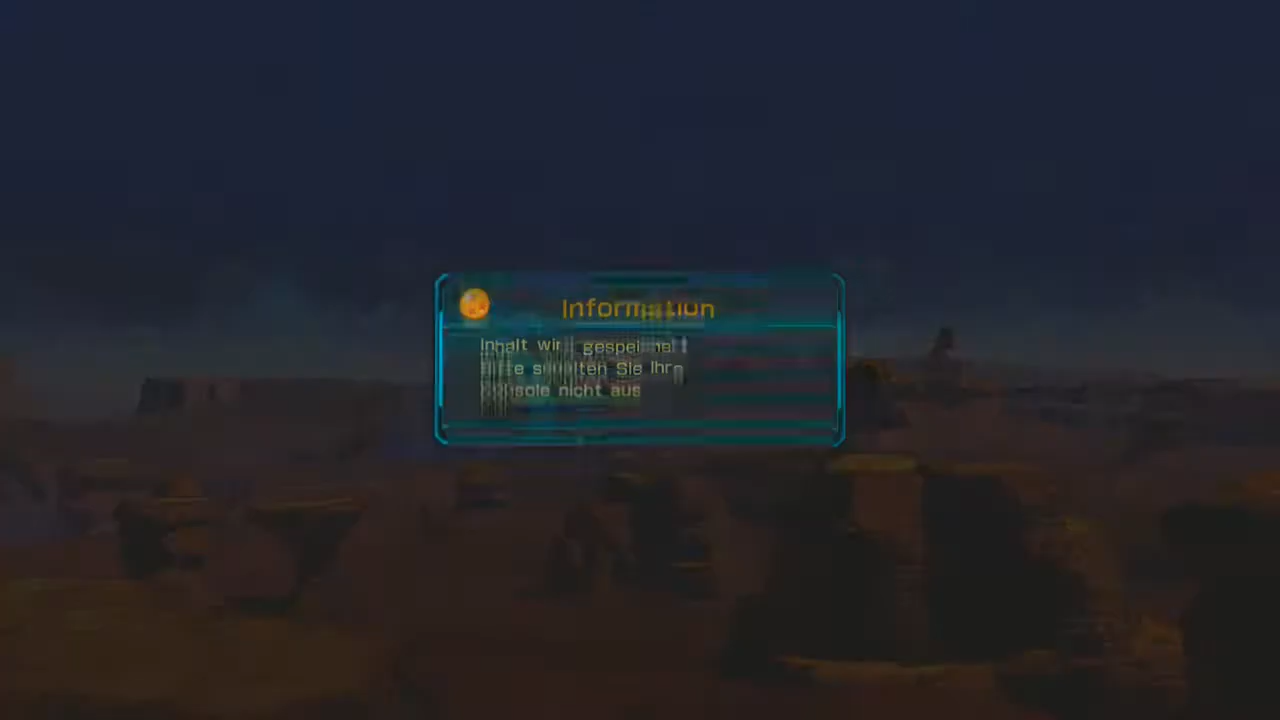 Information
Inhalt wird gespeichert
Bitte schalten Sie Ihre
Konsole nicht aus